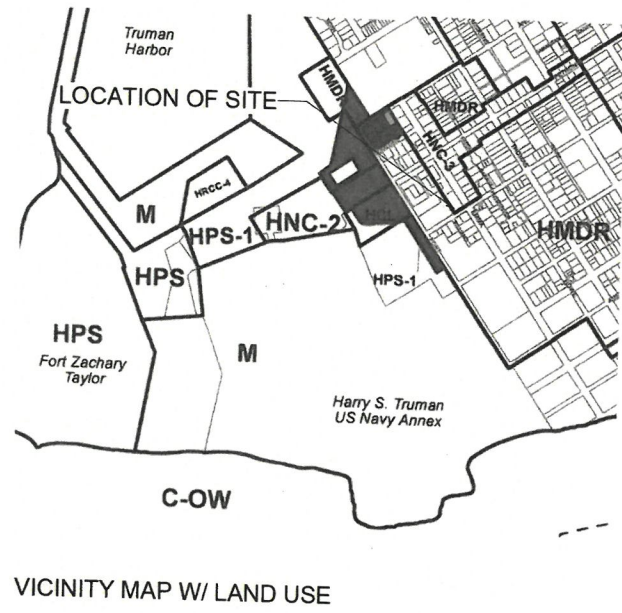 Truman
Harbor
HMDR
LOCATION OF SITE
HMDR
HNC-3
HRCC-4
M
HPS-1
HNC-2
HCL
HMDR
HPS
HPS-1
HPS
Fort Zachary
Taylor
M
Harry S. Truman
US Navy Annex
C-OW
VICINITY MAP W/ LAND USE